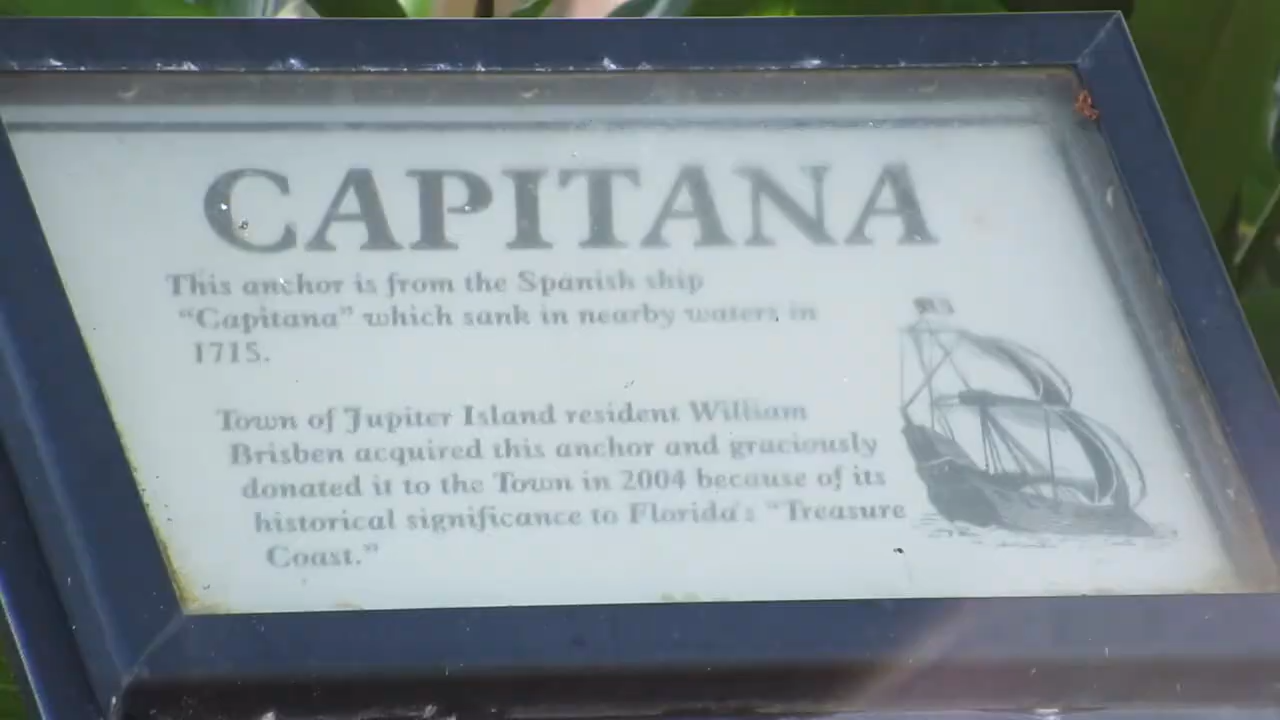 CAPITANA
This anchor is from the Spanish ship
“Capitana” which sank in nearby waters in
1715.
Town of Jupiter Island resident William
Brisben acquired this anchor and graciously
donated it to the Town in 2004 because of its
historical significance to Florida's “Treasure
Coast.”